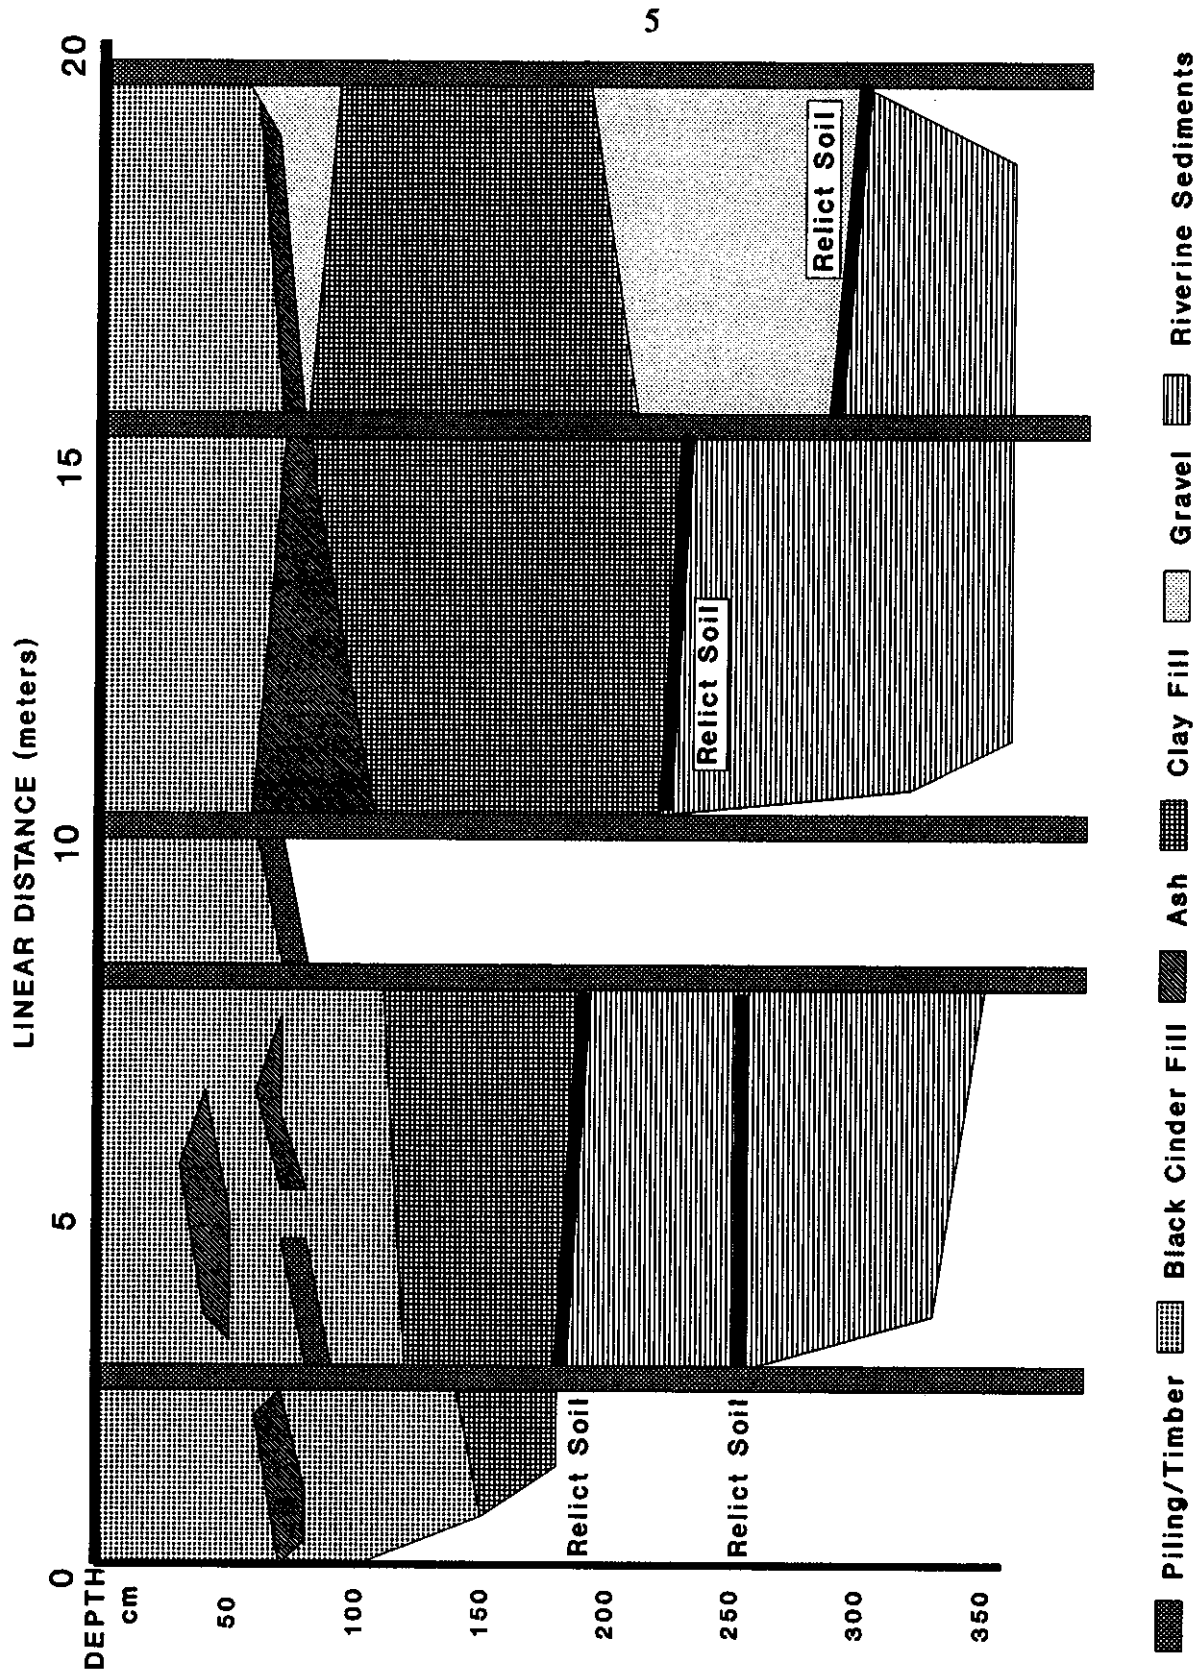 5
LINEAR DISTANCE (meters)
0
5
10
15
20
DEPTH
cm
50
100
150
200
250
300
350
Relict Soil
Relict Soil
Relict Soil
Relict Soil
Piling/Timber
Black Cinder Fill
Ash
Clay Fill
Gravel
Riverine Sediments